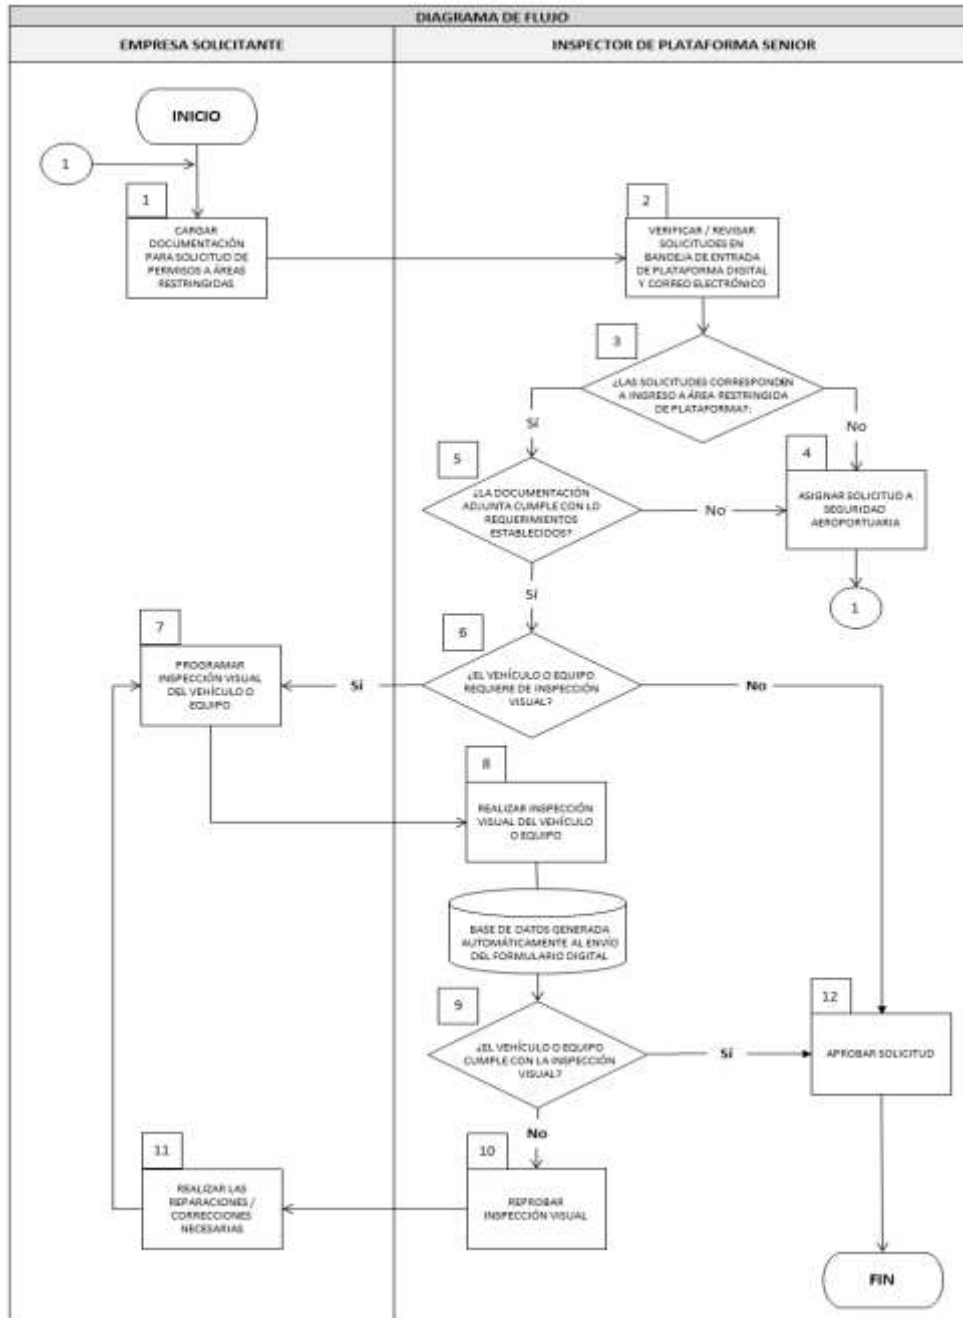 DIAGRAMA DE FLUJO
EMPRESA SOLICITANTE
INSPECTOR DE PLATAFORMA SENIOR
INICIO
1
1
CARGAR
DOCUMENTACIÓN
PARA SOLICITUD DE
PERMISOS A ÁREAS
RESTRINGIDAS
2
VERIFICAR / REVISAR
SOLICITUDES EN
BANDEJA DE ENTRADA
DE PLATAFORMA DIGITAL
Y CORREO ELECTRÓNICO
3
¿LAS SOLICITUDES CORRESPONDEN
A INGRESO A ÁREA RESTRINGIDA
DE PLATAFORMA?:
Sí
No
4
ASIGNAR SOLICITUD A
SEGURIDAD
AEROPORTUARIA
5
¿LA DOCUMENTACIÓN
ADJUNTA CUMPLE CON LO
REQUERIMIENTOS
ESTABLECIDOS?
No
Sí
1
6
¿EL VEHÍCULO O EQUIPO
REQUIERE DE INSPECCIÓN
VISUAL?
Sí
No
7
PROGRAMAR
INSPECCIÓN VISUAL
DEL VEHÍCULO O
EQUIPO
8
REALIZAR INSPECCIÓN
VISUAL DEL VEHÍCULO
O EQUIPO
BASE DE DATOS GENERADA
AUTOMÁTICAMENTE AL ENVÍO
DEL FORMULARIO DIGITAL
9
¿EL VEHÍCULO O EQUIPO
CUMPLE CON LA INSPECCIÓN
VISUAL?
Sí
No
12
APROBAR SOLICITUD
10
REPROBAR
INSPECCIÓN VISUAL
11
REALIZAR LAS
REPARACIONES /
CORRECCIONES
NECESARIAS
FIN